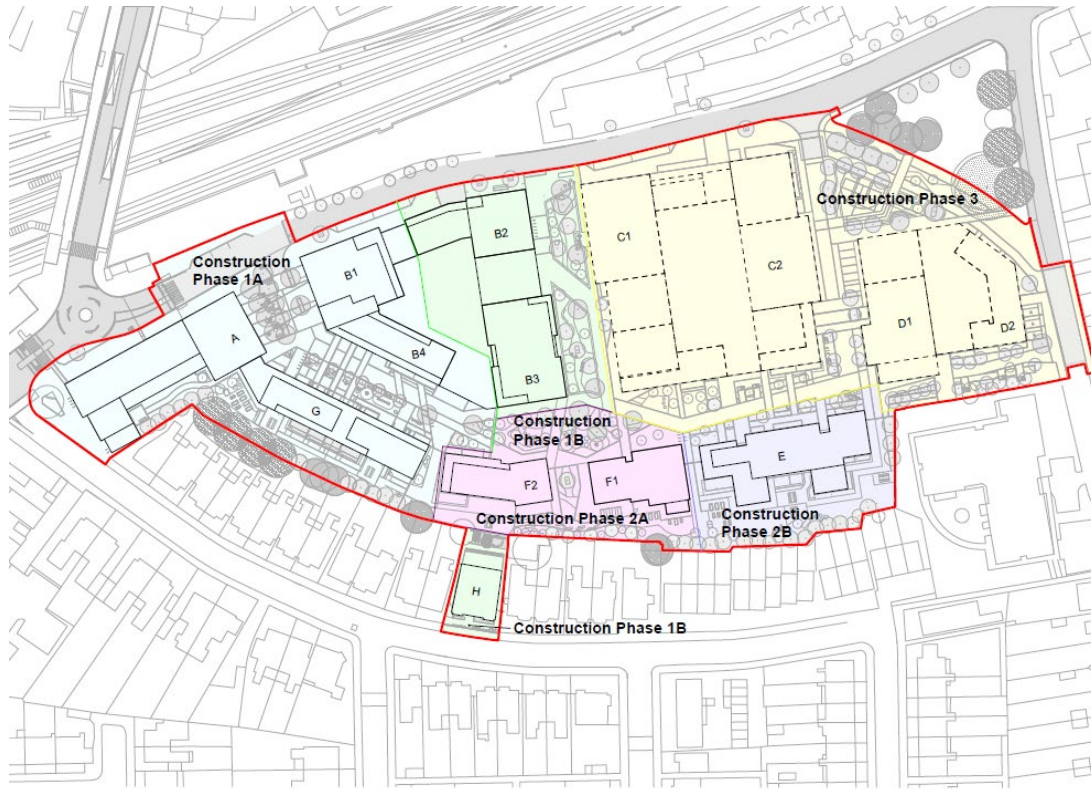 Construction Phase 3
B2
C1
Construction
Phase 1A
B1
C2
A
B4
D1
D2
B3
G
Construction
Phase 1B
E
F2
F1
Construction Phase 2A
Construction
Phase 2B
H
Construction Phase 1B